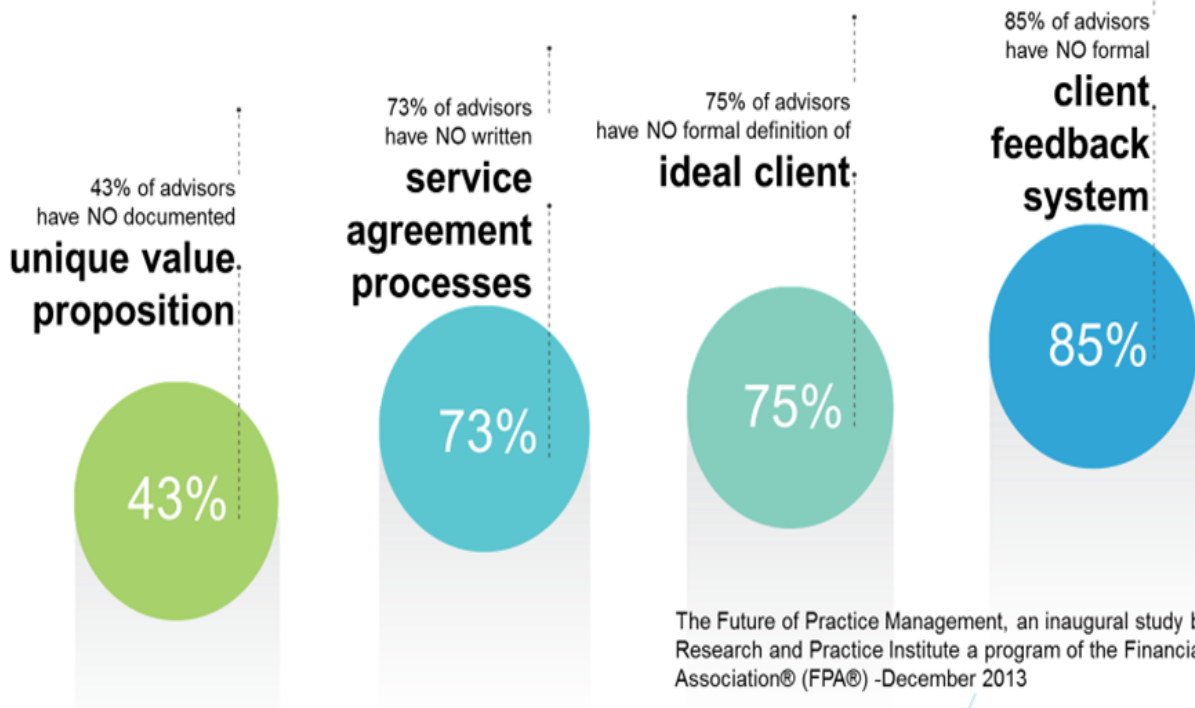 43% of advisors
have NO documented
unique value
proposition
43%
73% of advisors
have NO written
service
agreement
processes
73%
75% of advisors
have NO formal definition of
ideal client
75%
85% of advisors
have NO formal
client
feedback
system
85%
The Future of Practice Management, an inaugural study
Research and Practice Institute a program of the
Association® (FPA®) -December 2013